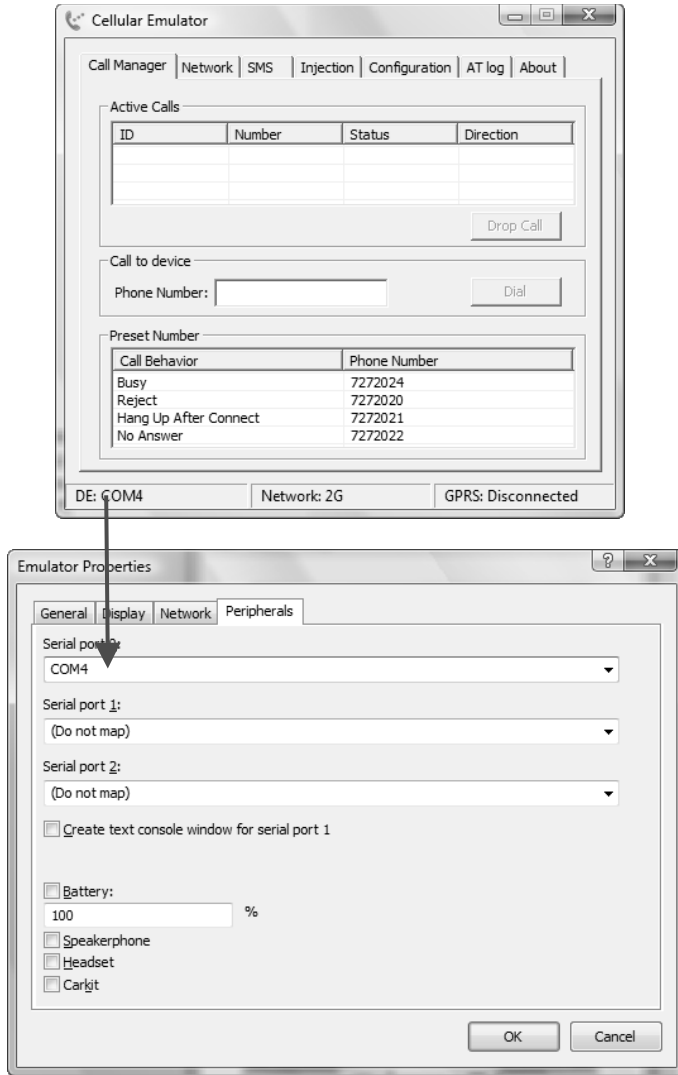 Cellular Emulator
Call Manager Network SMS Injection Configuration AT log About
Active Calls
ID Number Status Direction
Drop Call
Call to device
Phone Number: Dial
Preset Number
Call Behavior Phone Number
Busy 7272024
Reject 7272020
Hang Up After Connect 7272021
No Answer 7272022
DE: COM4 Network: 2G GPRS: Disconnected
Emulator Properties
General Display Network Peripherals
Serial port 0:
COM4
Serial port 1:
(Do not map)
Serial port 2:
(Do not map)
Create text console window for serial port 1
Battery:
100 %
Speakerphone
Headset
Carkit
OK Cancel